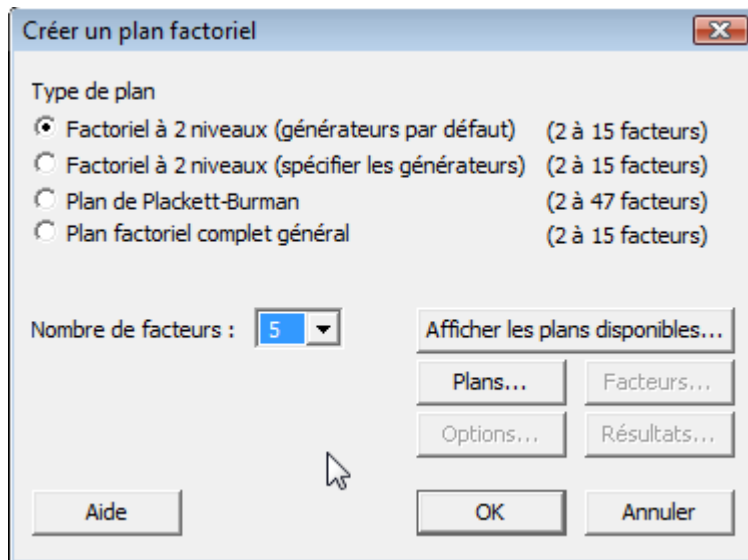 Créer un plan factoriel
Type de plan
Factoriel à 2 niveaux (générateurs par défaut) (2 à 15 facteurs)
Factoriel à 2 niveaux (spécifier les générateurs) (2 à 15 facteurs)
Plan de Plackett-Burman (2 à 47 facteurs)
Plan factoriel complet général (2 à 15 facteurs)
Nombre de facteurs : 5 Afficher les plans disponibles...
Plans... Facteurs...
Options... Résultats...
Aide OK Annuler